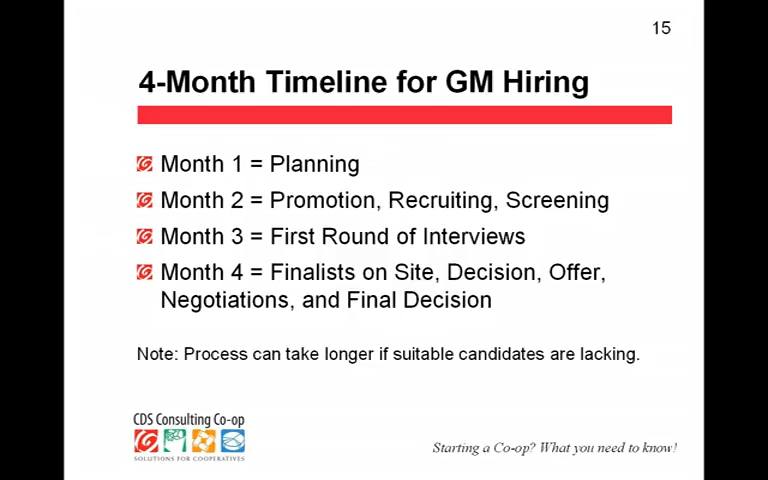 15
4-Month Timeline for GM Hiring
Month 1 = Planning
Month 2 = Promotion, Recruiting, Screening
Month 3 = First Round of Interviews
Month 4 = Finalists on Site, Decision, Offer,
Negotiations, and Final Decision
Note: Process can take longer if suitable candidates are lacking.
CDS Consulting Co-op
SOLUTIONS FOR COOPERATIVES
Starting a Co-op? What you need to know!